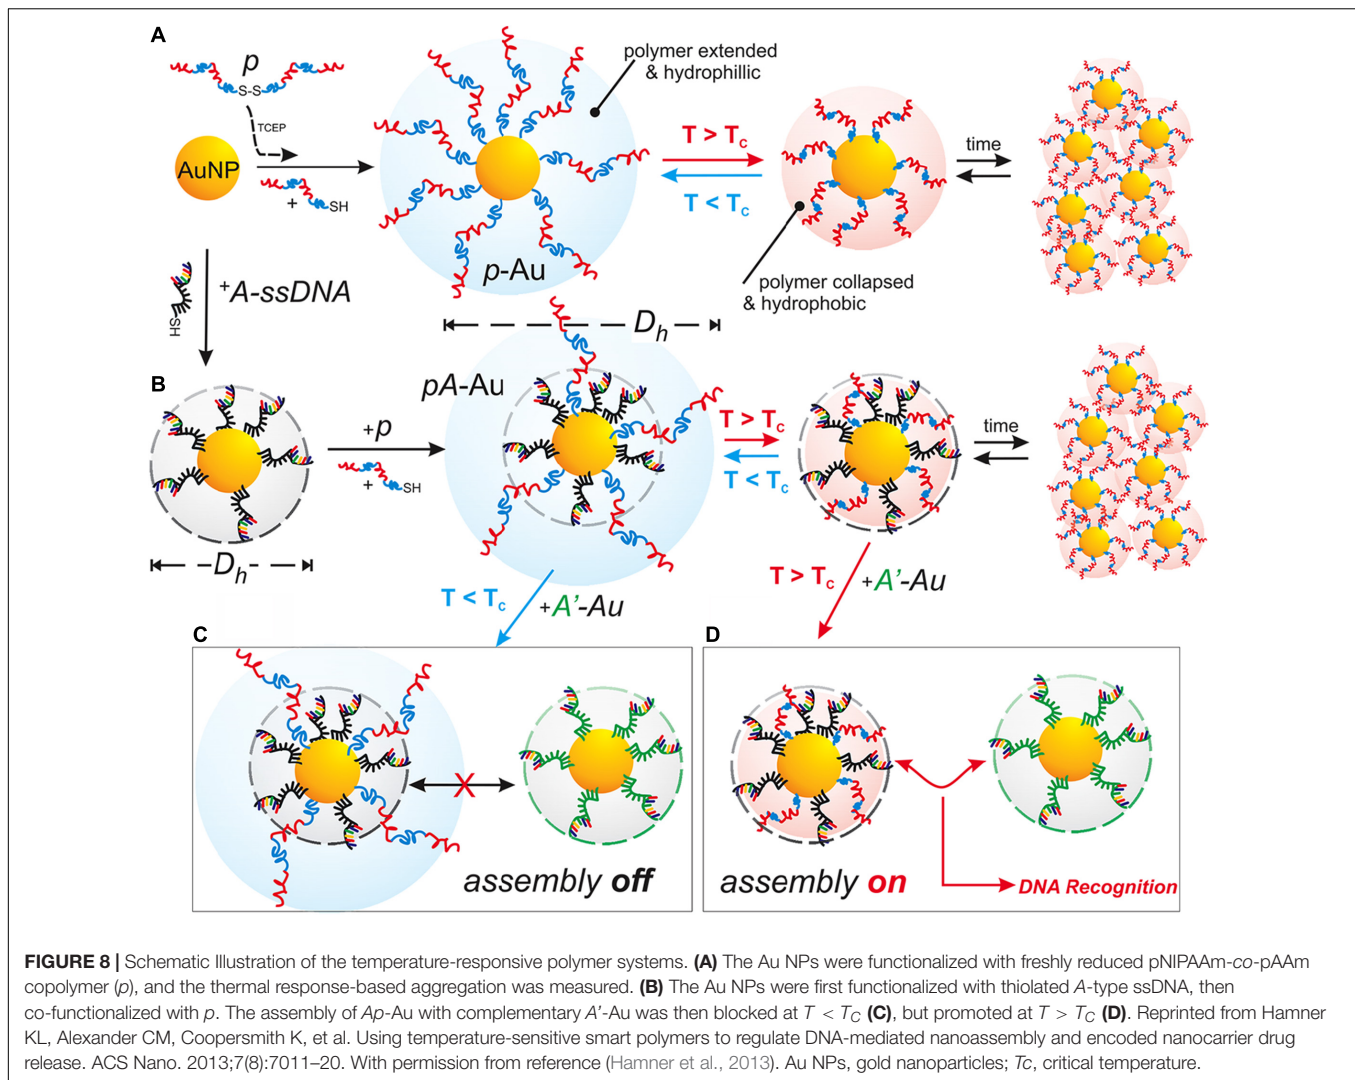 A
p
S-S
TCEP
AuNP
+
SH
polymer extended
& hydrophillic
p-Au
T > Tc
T < Tc
time
polymer collapsed
& hydrophobic
+A-ssDNA
HS
Dh
B
Dh
+p
+
SH
pA-Au
T > Tc
T < Tc
time
T < Tc
+A'-Au
T > Tc
+A'-Au
C
X
assembly off
D
assembly on
DNA Recognition
FIGURE 8 | Schematic Illustration of the temperature-responsive polymer systems. (A) The Au NPs were functionalized with freshly reduced pNIPAAm-co-pAAm
copolymer (p), and the thermal response-based aggregation was measured. (B) The Au NPs were first functionalized with thiolated A-type ssDNA, then
co-functionalized with p. The assembly of Ap-Au with complementary A'-Au was then blocked at T < TC (C), but promoted at T > TC (D). Reprinted from Hamner
KL, Alexander CM, Coopersmith K, et al. Using temperature-sensitive smart polymers to regulate DNA-mediated nanoassembly and encoded nanocarrier drug
release. ACS Nano. 2013;7(8):7011–20. With permission from reference (Hamner et al., 2013). Au NPs, gold nanoparticles; Tc, critical temperature.